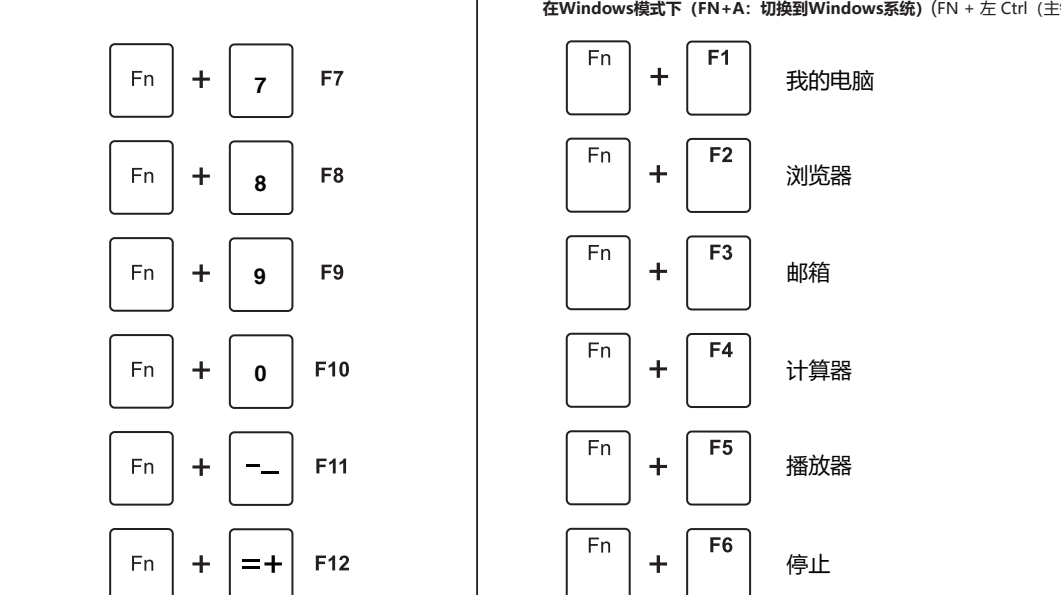 Fn + 7 F7
Fn + 8 F8
Fn + 9 F9
Fn + 0 F10
Fn + -_ F11
Fn + =+ F12
在Windows模式下（FN+A：切换到Windows系统）(FN + 左 Ctrl（主
Fn + F1 我的电脑
Fn + F2 浏览器
Fn + F3 邮箱
Fn + F4 计算器
Fn + F5 播放器
Fn + F6 停止